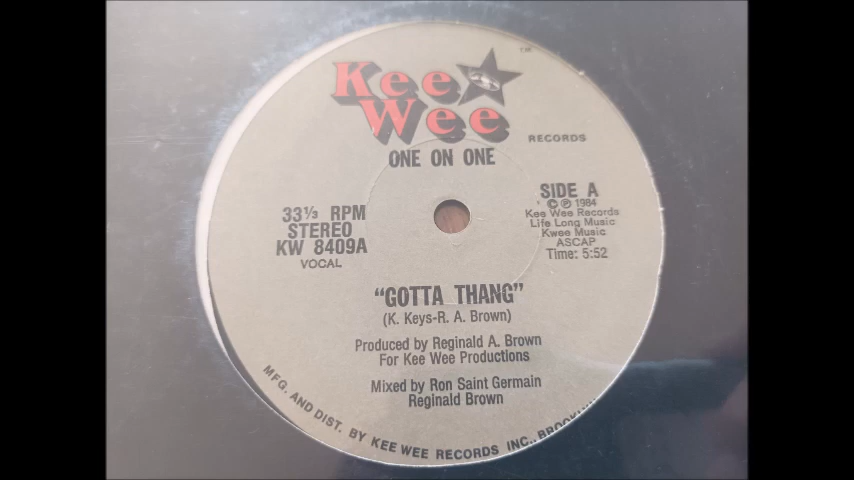 Kee
Wee
TM
RECORDS
ONE ON ONE
33⅓ RPM
STEREO
KW 8409A
VOCAL
SIDE A
© ℗ 1984
Kee Wee Records
Life Long Music
Kwee Music
ASCAP
Time: 5:52
"GOTTA THANG"
(K. Keys-R. A. Brown)
Produced by Reginald A. Brown
For Kee Wee Productions
Mixed by Ron Saint Germain
Reginald Brown
MFG. AND DIST. BY KEE WEE RECORDS INC.,